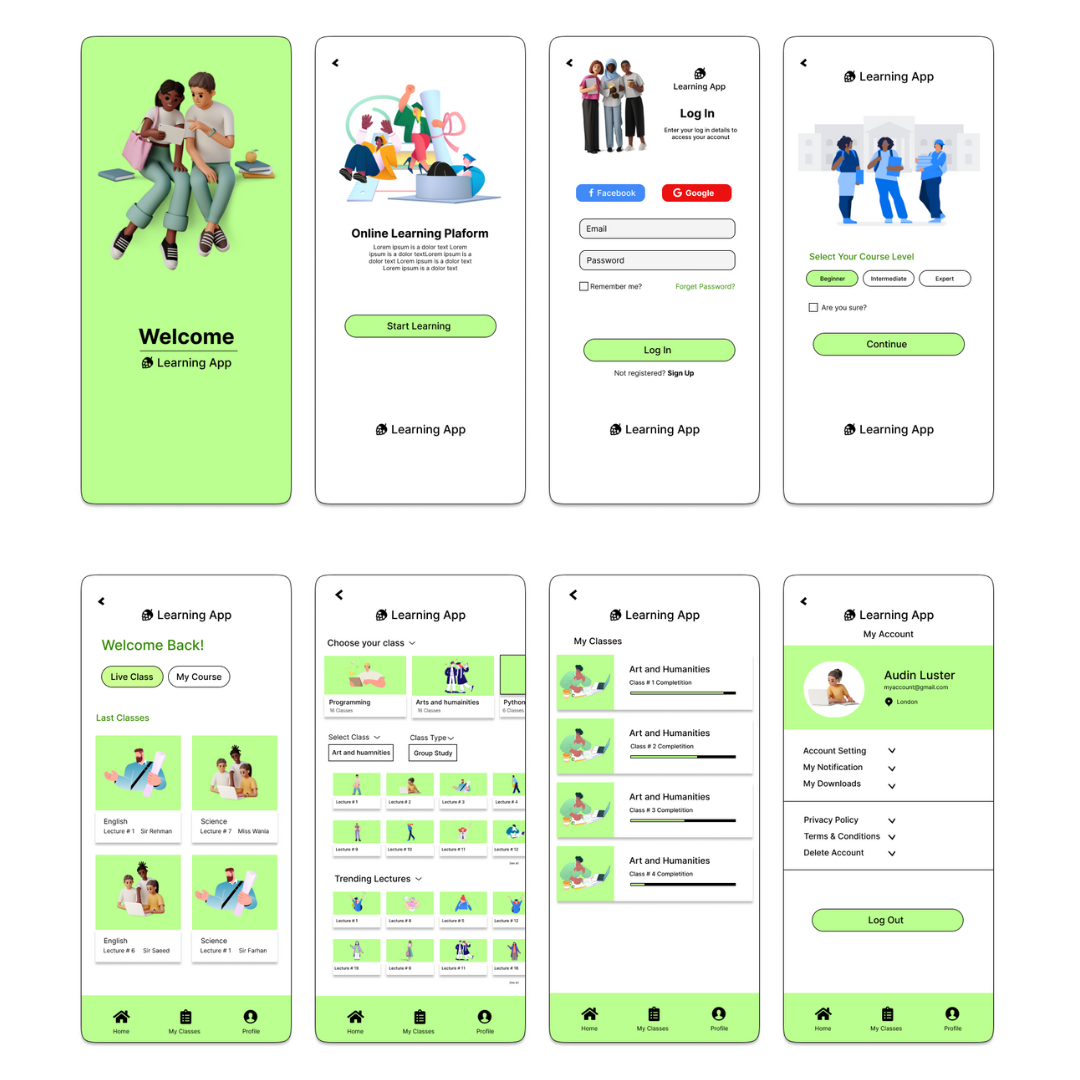 Welcome
Learning App
Online Learning Plaform
Lorem ipsum is a dolor text Lorem
ipsum is a dolor textLorem ipsum is a
dolor text Lorem ipsum is a dolor text
Lorem ipsum is a dolor text
Start Learning
Learning App
Learning App
Log In
Enter your log in details to
access your acconut
Facebook
Google
Email
Password
Remember me?
Forget Password?
Log In
Not registered? Sign Up
Learning App
Learning App
Select Your Course Level
Beginner
Intermediate
Expert
Are you sure?
Continue
Learning App
Learning App
Welcome Back!
Live Class
My Course
Last Classes
English
Lecture # 1 Sir Rehman
Science
Lecture # 7 Miss Wania
English
Lecture # 6 Sir Saeed
Science
Lecture # 1 Sir Farhan
Home
My Classes
Profile
Learning App
Choose your class
Programming
16 Classes
Arts and humainities
16 Classes
Python
6 Classes
Select Class
Class Type
Art and huamnities
Group Study
Lecture # 1
Lecture # 2
Lecture # 3
Lecture # 4
Lecture # 9
Lecture # 10
Lecture # 11
Lecture # 12
See All
Trending Lectures
Lecture # 1
Lecture # 8
Lecture # 5
Lecture # 12
Lecture # 19
Lecture # 9
Lecture # 11
Lecture # 16
See All
Home
My Classes
Profile
Learning App
My Classes
Art and Humanities
Class # 1 Completition
Art and Humanities
Class # 2 Completition
Art and Humanities
Class # 3 Completition
Art and Humanities
Class # 4 Completition
Home
My Classes
Profile
Learning App
My Account
Audin Luster
myaccount@gmail.com
London
Account Setting
My Notification
My Downloads
Privacy Policy
Terms & Conditions
Delete Account
Log Out
Home
My Classes
Profile